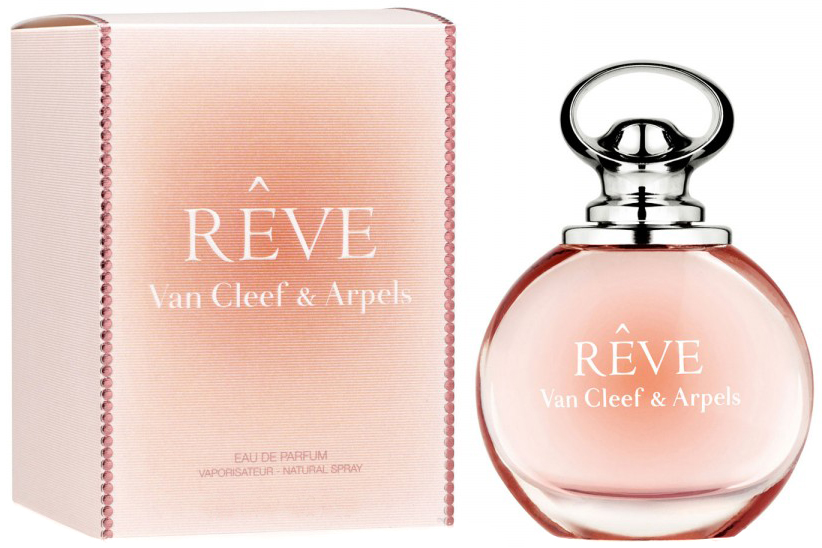 RÊVE
Van Cleef & Arpels
EAU DE PARFUM
VAPORISATEUR - NATURAL SPRAY
RÊVE
Van Cleef & Arpels